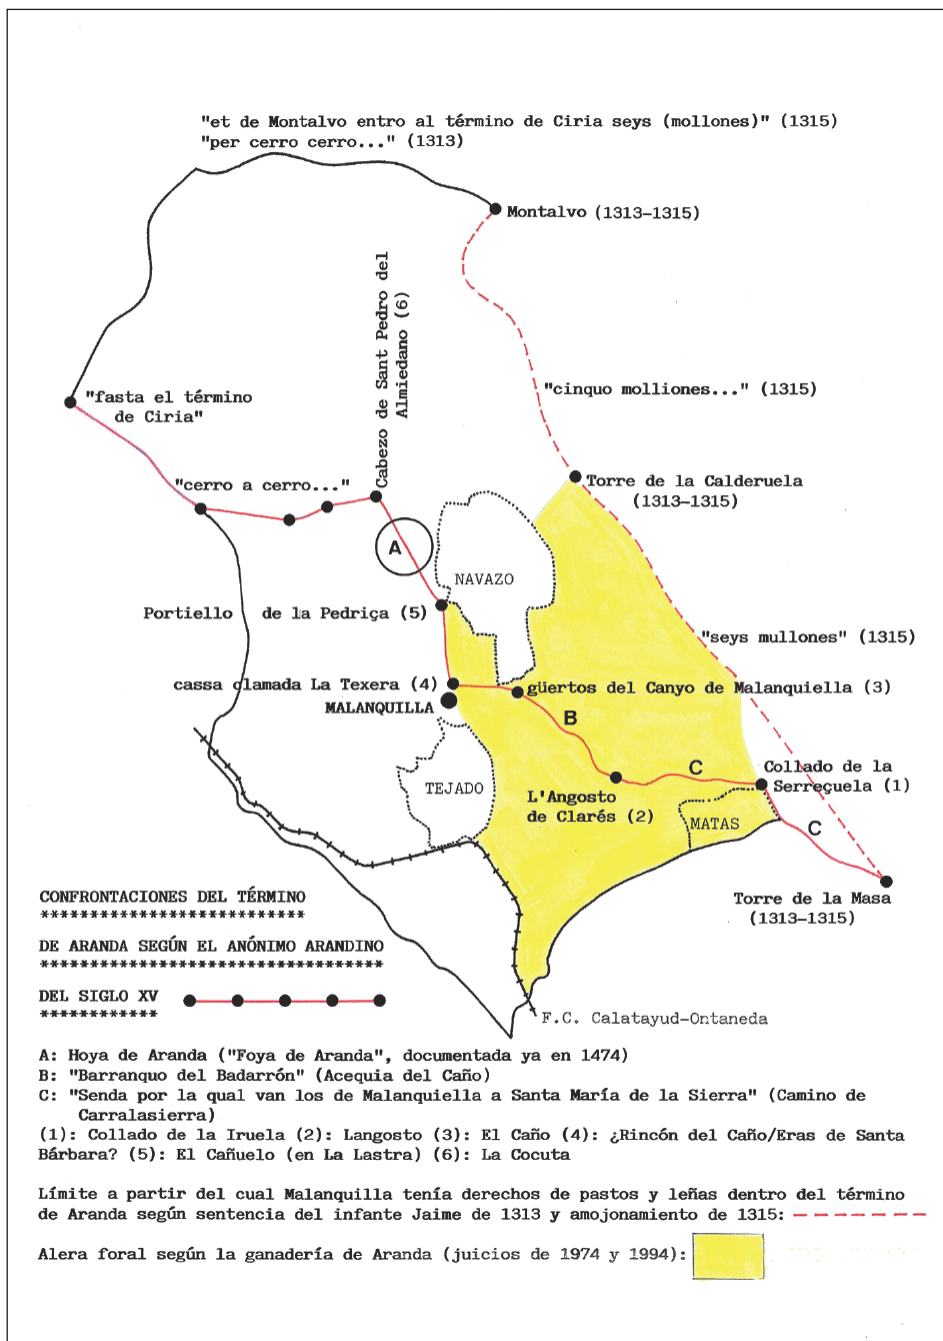 "et de Montalvo entro al término de Ciria seys (mollones)" (1315)
"per cerro cerro..." (1313)
Montalvo (1313-1315)
Cabezo de Sant Pedro del
Almiedano (6)
"fasta el término
de Ciria"
"cinquo molliones..." (1315)
"cerro a cerro..."
Torre de la Calderuela
(1313-1315)
A
NAVAZO
Portiello de la Pedriça (5)
"seys mullones" (1315)
cassa clamada La Texera (4)
güertos del Canyo de Malanquiella (3)
MALANQUILLA
B
C
Collado de la
Serreçuela (1)
TEJADO
L'Angosto
de Clarés (2)
MATAS
C
Torre de la Masa
(1313-1315)
CONFRONTACIONES DEL TÉRMINO
***************************
DE ARANDA SEGÚN EL ANÓNIMO ARANDINO
***********************************
DEL SIGLO XV
************
F.C. Calatayud-Ontaneda
A: Hoya de Aranda ("Foya de Aranda", documentada ya en 1474)
B: "Barranquo del Badarrón" (Acequia del Caño)
C: "Senda por la qual van los de Malanquiella a Santa María de la Sierra" (Camino de
Carralasierra)
(1): Collado de la Iruela (2): Langosto (3): El Caño (4): ¿Rincón del Caño/Eras de Santa
Bárbara? (5): El Cañuelo (en La Lastra) (6): La Cocuta
Límite a partir del cual Malanquilla tenía derechos de pastos y leñas dentro del término
de Aranda según sentencia del infante Jaime de 1313 y amojonamiento de 1315:
Alera foral según la ganadería de Aranda (juicios de 1974 y 1994):